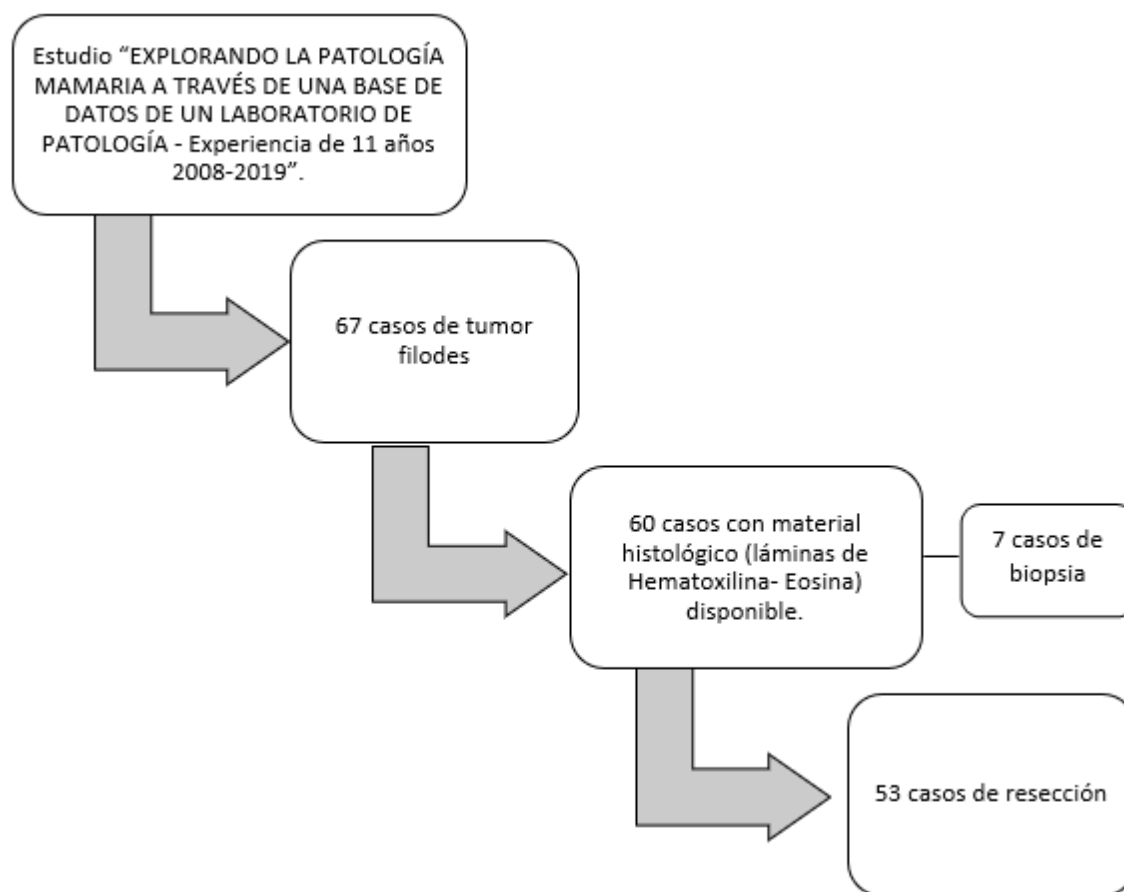 Estudio “EXPLORANDO LA PATOLOGÍA
MAMARIA A TRAVÉS DE UNA BASE DE
DATOS DE UN LABORATORIO DE
PATOLOGÍA - Experiencia de 11 años
2008-2019”.
67 casos de tumor
filodes
60 casos con material
histológico (láminas de
Hematoxilina- Eosina)
disponible.
7 casos de
biopsia
53 casos de resección